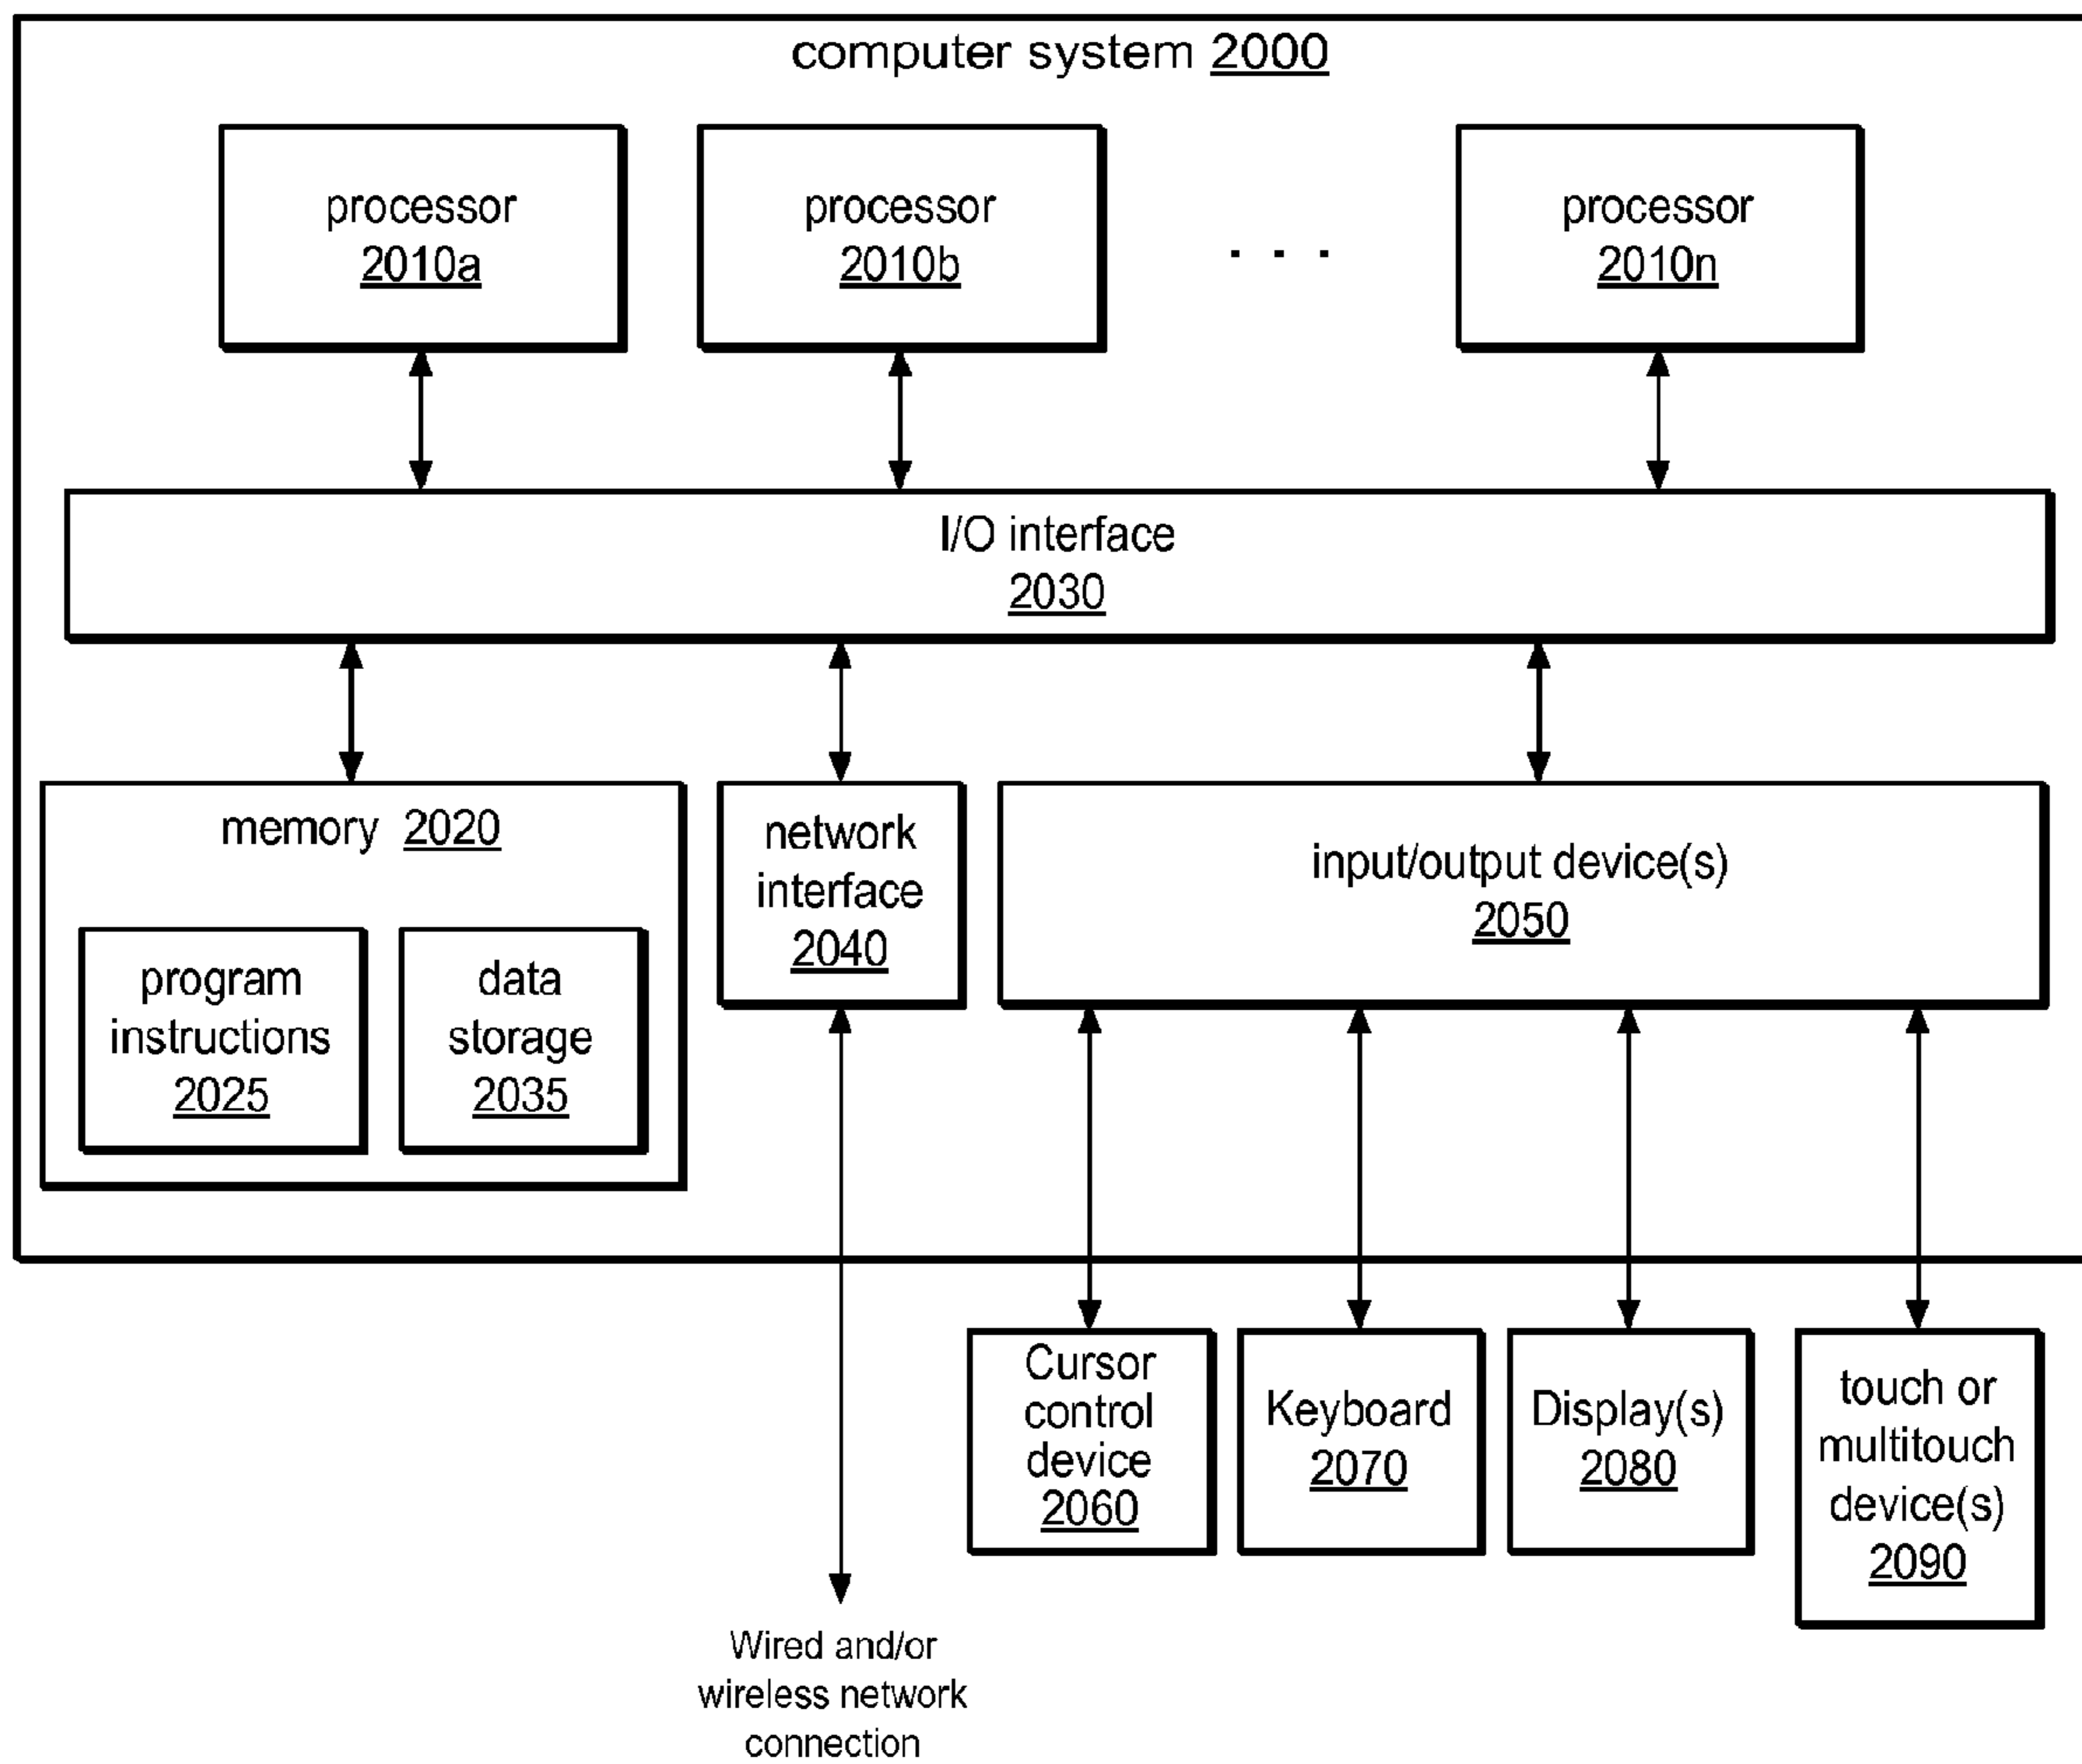 computer system 2000
processor
2010a
processor
2010b
. . .
processor
2010n
I/O interface
2030
memory 2020
program
instructions
2025
data
storage
2035
network
interface
2040
input/output device(s)
2050
Cursor
control
device
2060
Keyboard
2070
Display(s)
2080
touch or
multitouch
device(s)
2090
Wired and/or
wireless network
connection